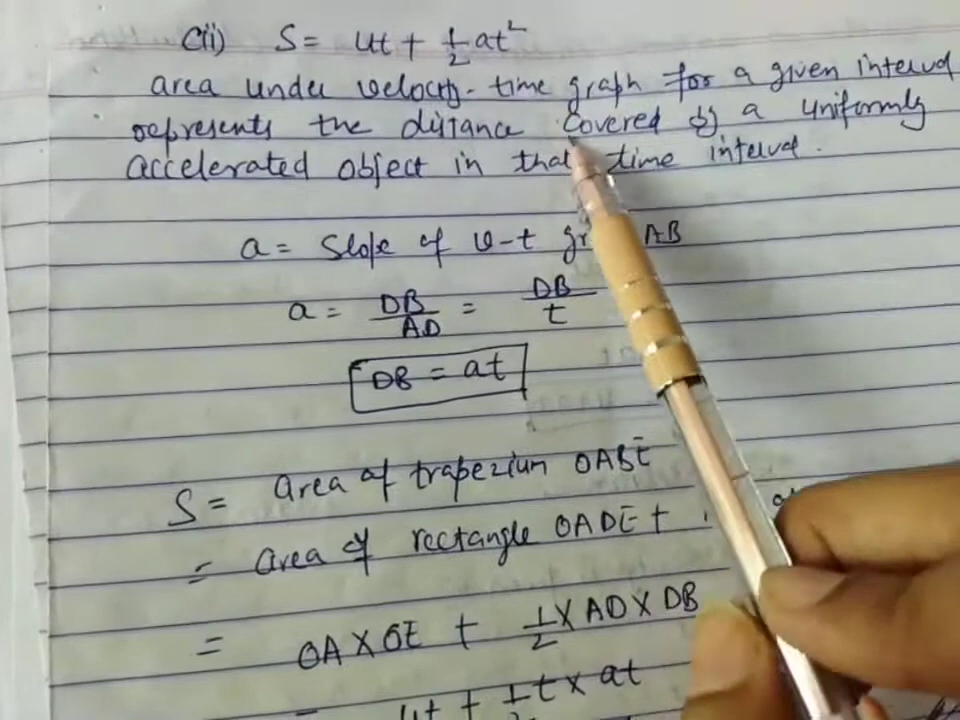 (ii) S = ut + 1/2 at²
area under velocity-time graph for a given interval
represents the distance covered by a uniformly
accelerated object in that time interval.
a = Slope of v-t AB
a = DB/AD = DB/t
DB = at
S = area of trapezium OABE
= area of rectangle OADE +
= OA × OE + 1/2 × AD × DB
= ut + 1/2 t × at